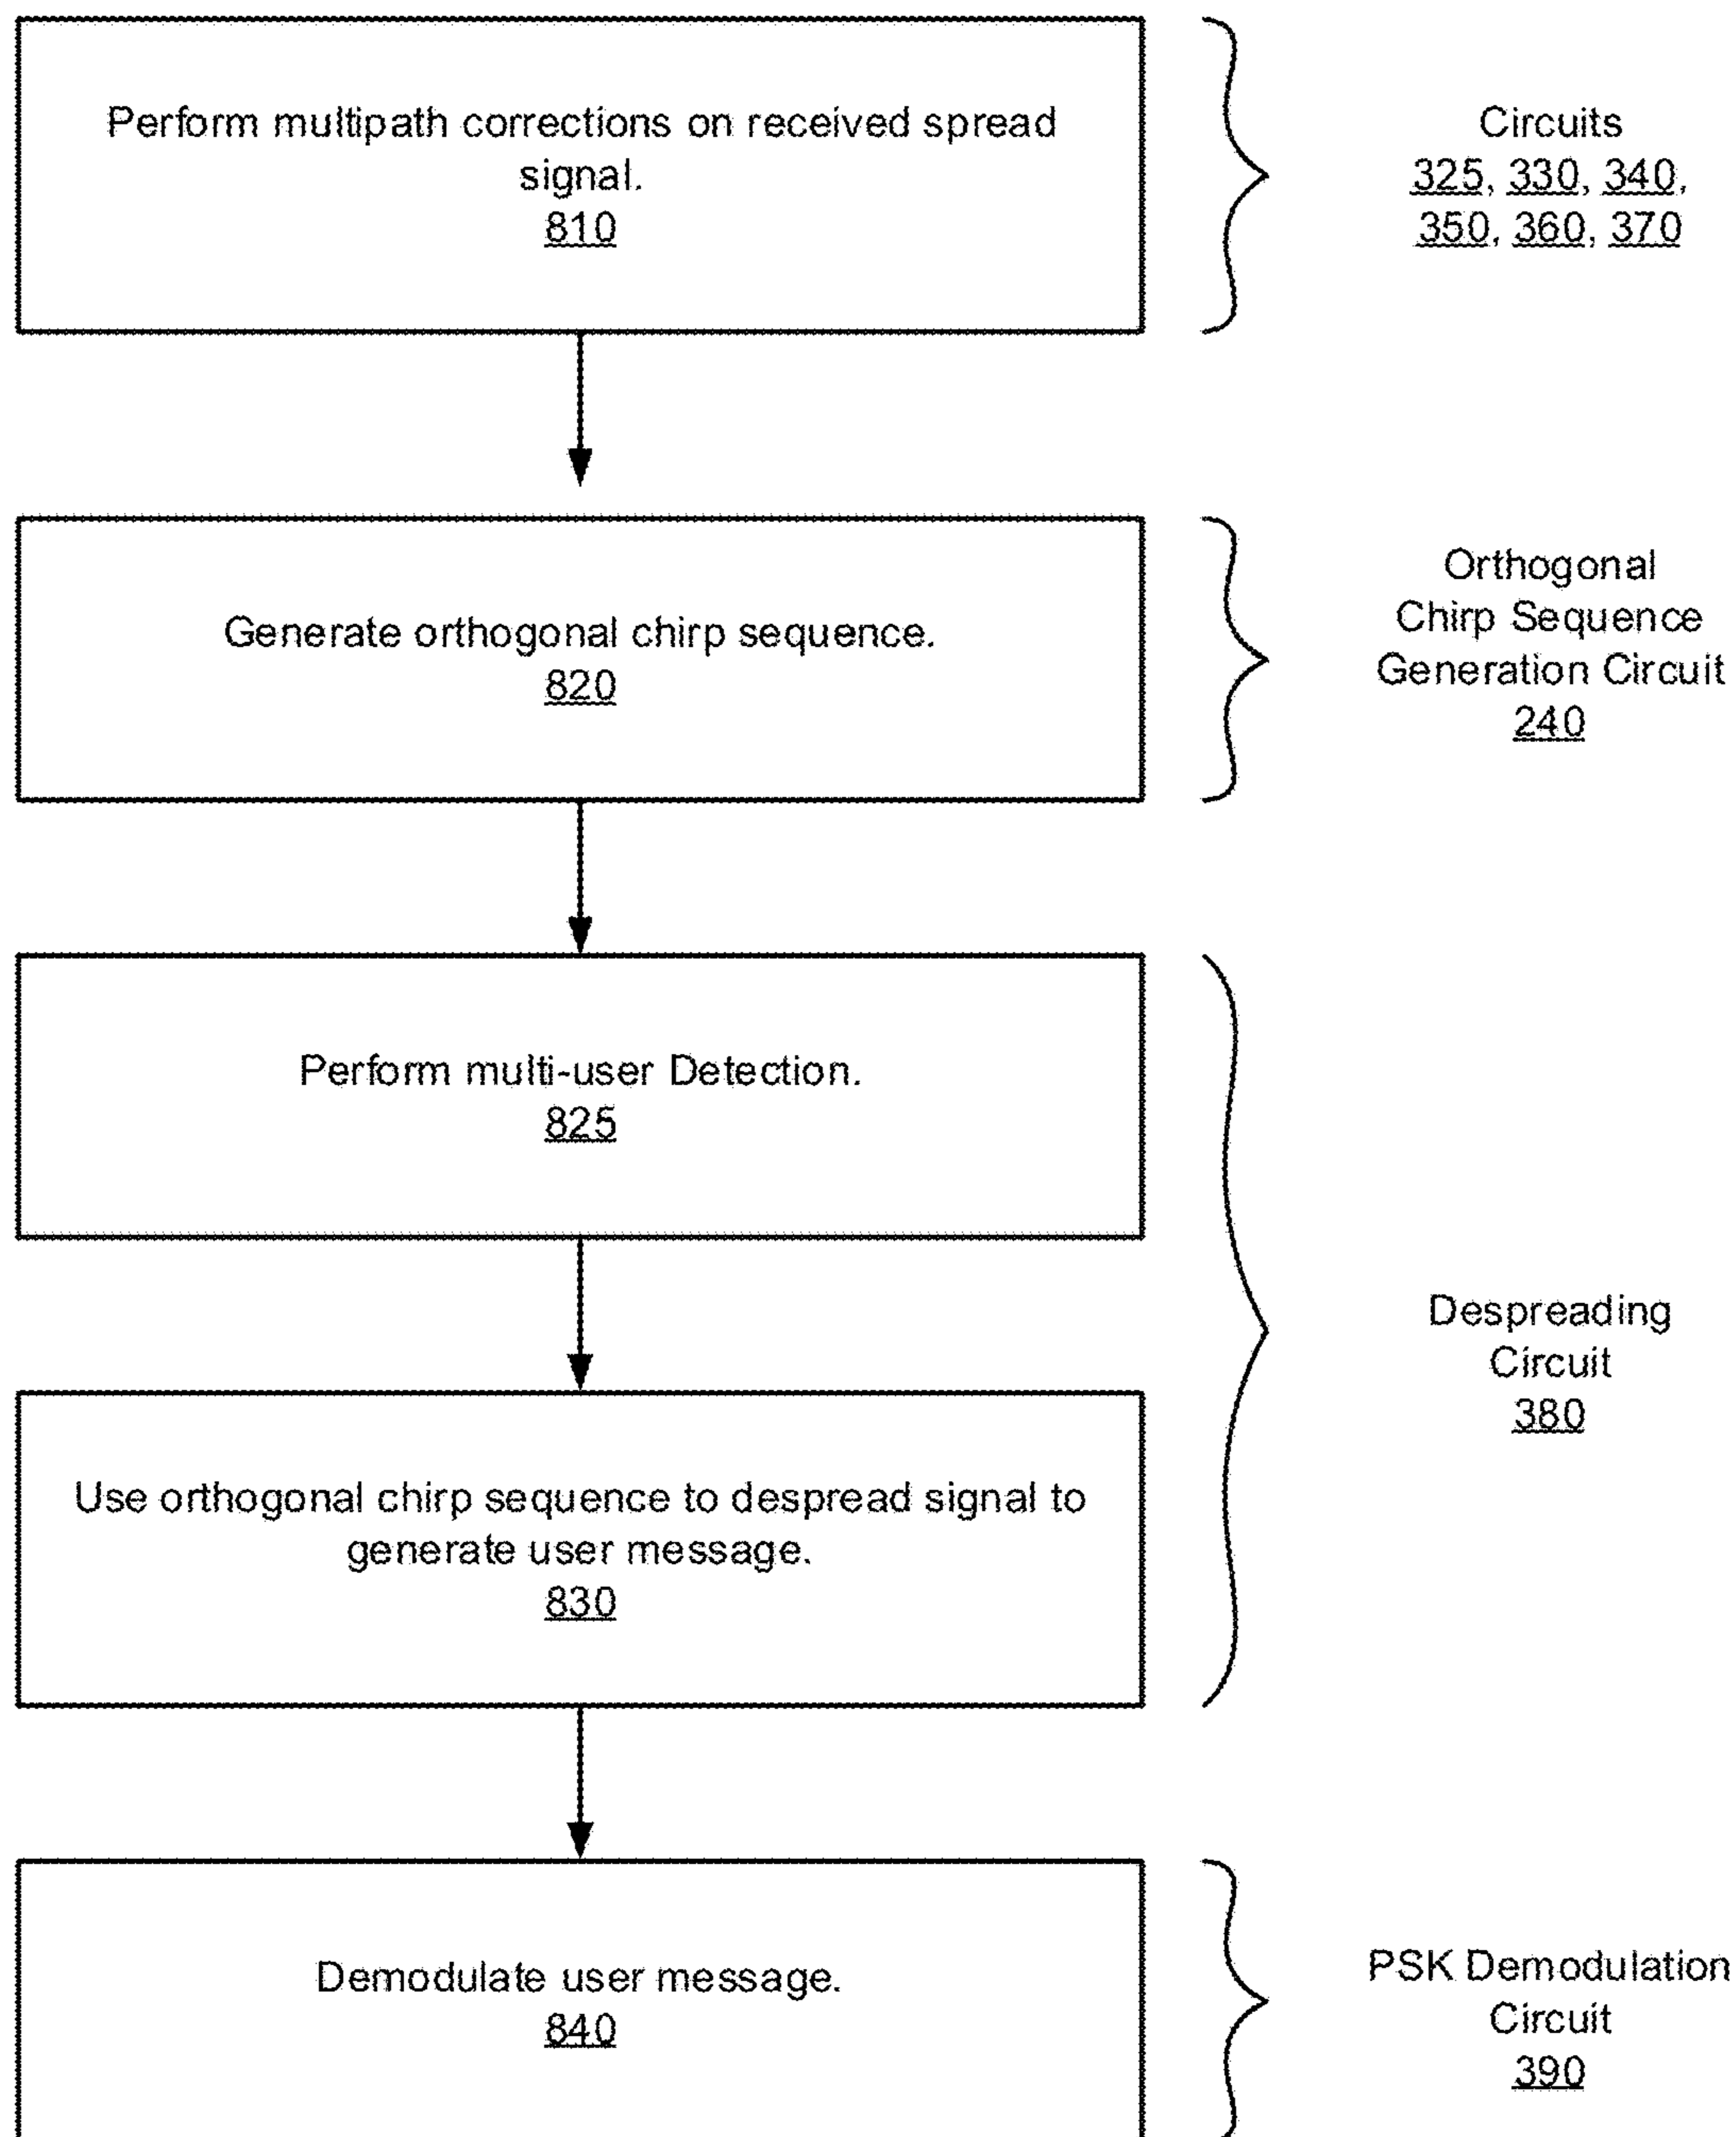 Perform multipath corrections on received spread
signal.
810
Circuits
325, 330, 340,
350, 360, 370
Generate orthogonal chirp sequence.
820
Orthogonal
Chirp Sequence
Generation Circuit
240
Perform multi-user Detection.
825
Use orthogonal chirp sequence to despread signal to
generate user message.
830
Despreading
Circuit
380
Demodulate user message.
840
PSK Demodulation
Circuit
390